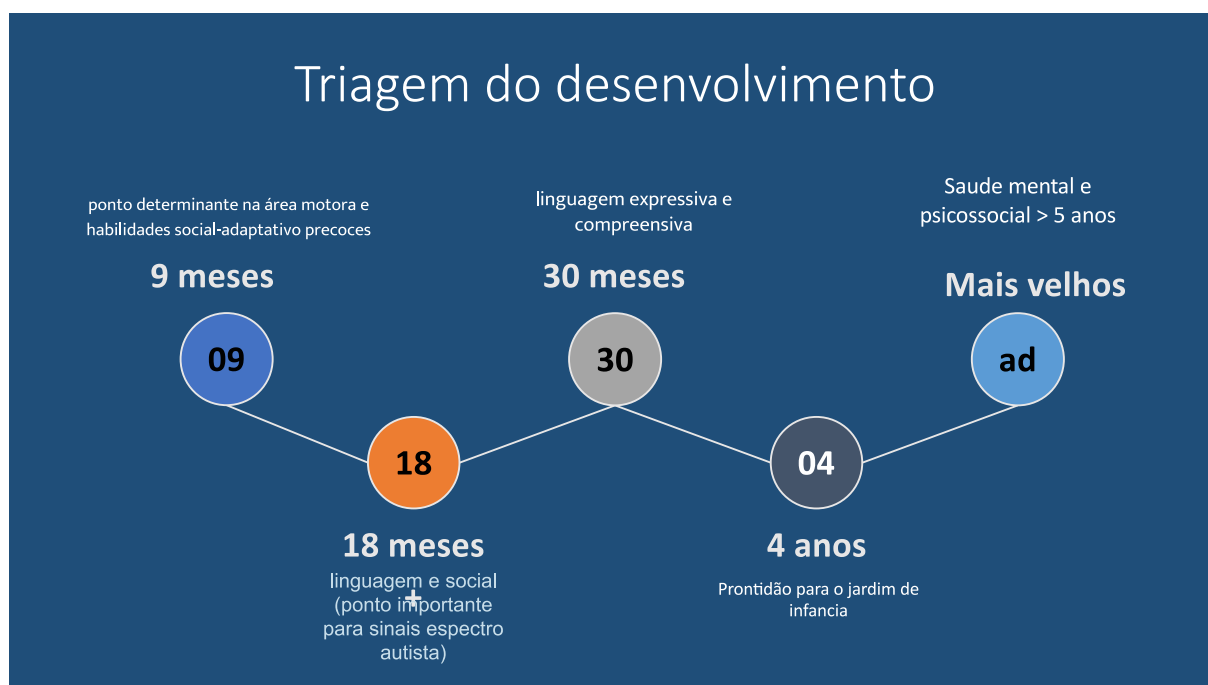 Triagem do desenvolvimento
ponto determinante na área motora e
habilidades social-adaptativo precoces
9 meses
09
18
18 meses
+
linguagem e social
(ponto importante
para sinais espectro
autista)
linguagem expressiva e
compreensiva
30 meses
30
04
4 anos
Prontidão para o jardim de
infancia
Saude mental e
psicossocial > 5 anos
Mais velhos
ad